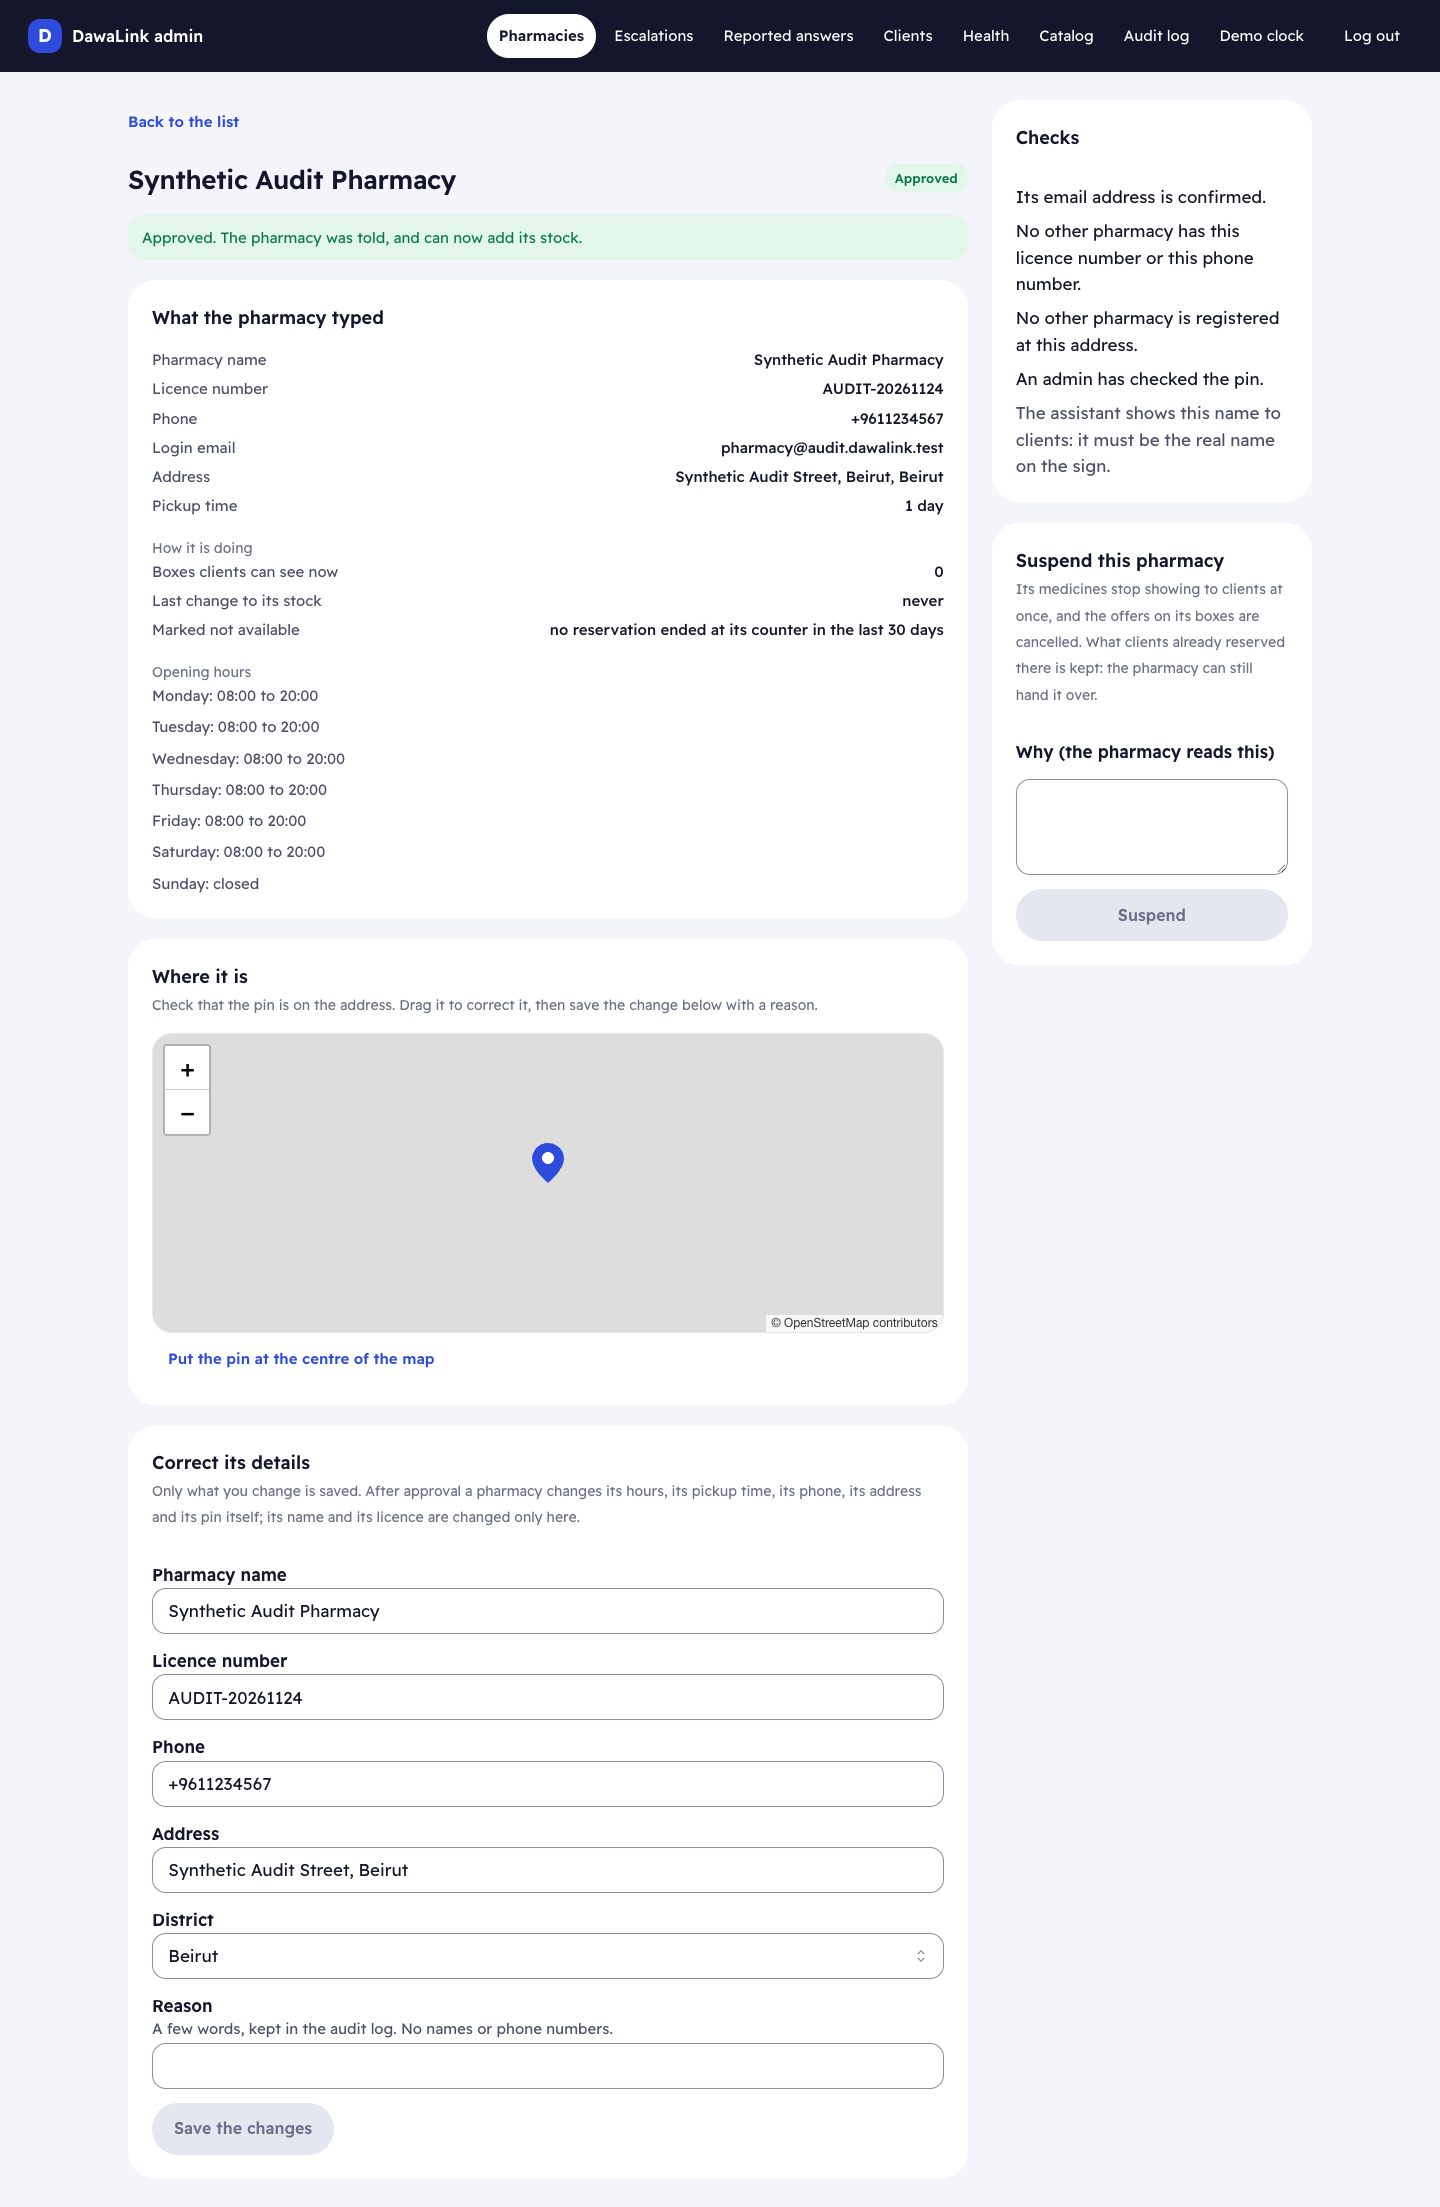 D DawaLink admin
Pharmacies Escalations Reported answers Clients Health Catalog Audit log Demo clock Log out
Back to the list
Synthetic Audit Pharmacy
Approved
Approved. The pharmacy was told, and can now add its stock.
What the pharmacy typed
Pharmacy name Synthetic Audit Pharmacy
Licence number AUDIT-20261124
Phone +9611234567
Login email pharmacy@audit.dawalink.test
Address Synthetic Audit Street, Beirut, Beirut
Pickup time 1 day
How it is doing
Boxes clients can see now 0
Last change to its stock never
Marked not available no reservation ended at its counter in the last 30 days
Opening hours
Monday: 08:00 to 20:00
Tuesday: 08:00 to 20:00
Wednesday: 08:00 to 20:00
Thursday: 08:00 to 20:00
Friday: 08:00 to 20:00
Saturday: 08:00 to 20:00
Sunday: closed
Where it is
Check that the pin is on the address. Drag it to correct it, then save the change below with a reason.
+
−
© OpenStreetMap contributors
Put the pin at the centre of the map
Correct its details
Only what you change is saved. After approval a pharmacy changes its hours, its pickup time, its phone, its address
and its pin itself; its name and its licence are changed only here.
Pharmacy name
Synthetic Audit Pharmacy
Licence number
AUDIT-20261124
Phone
+9611234567
Address
Synthetic Audit Street, Beirut
District
Beirut
Reason
A few words, kept in the audit log. No names or phone numbers.
Save the changes
Checks
Its email address is confirmed.
No other pharmacy has this
licence number or this phone
number.
No other pharmacy is registered
at this address.
An admin has checked the pin.
The assistant shows this name to
clients: it must be the real name
on the sign.
Suspend this pharmacy
Its medicines stop showing to clients at
once, and the offers on its boxes are
cancelled. What clients already reserved
there is kept: the pharmacy can still
hand it over.
Why (the pharmacy reads this)
Suspend